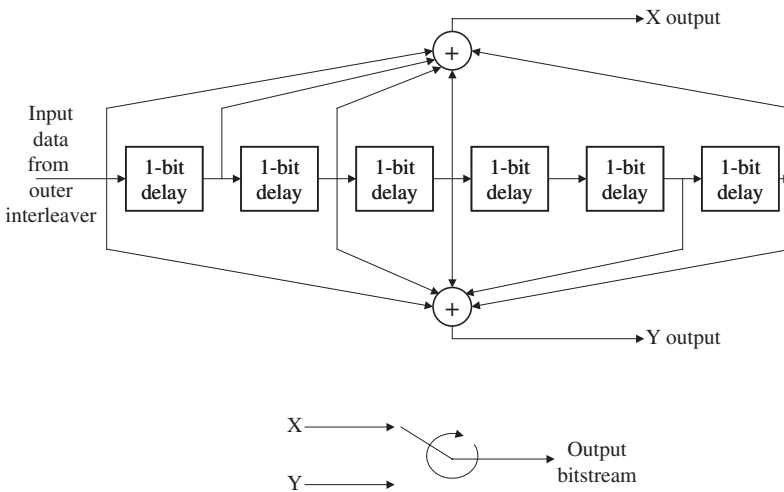 X output
+
Input
data
from
outer
interleaver
1-bit
delay
1-bit
delay
1-bit
delay
1-bit
delay
1-bit
delay
1-bit
delay
+
Y output
X
Y
Output
bitstream